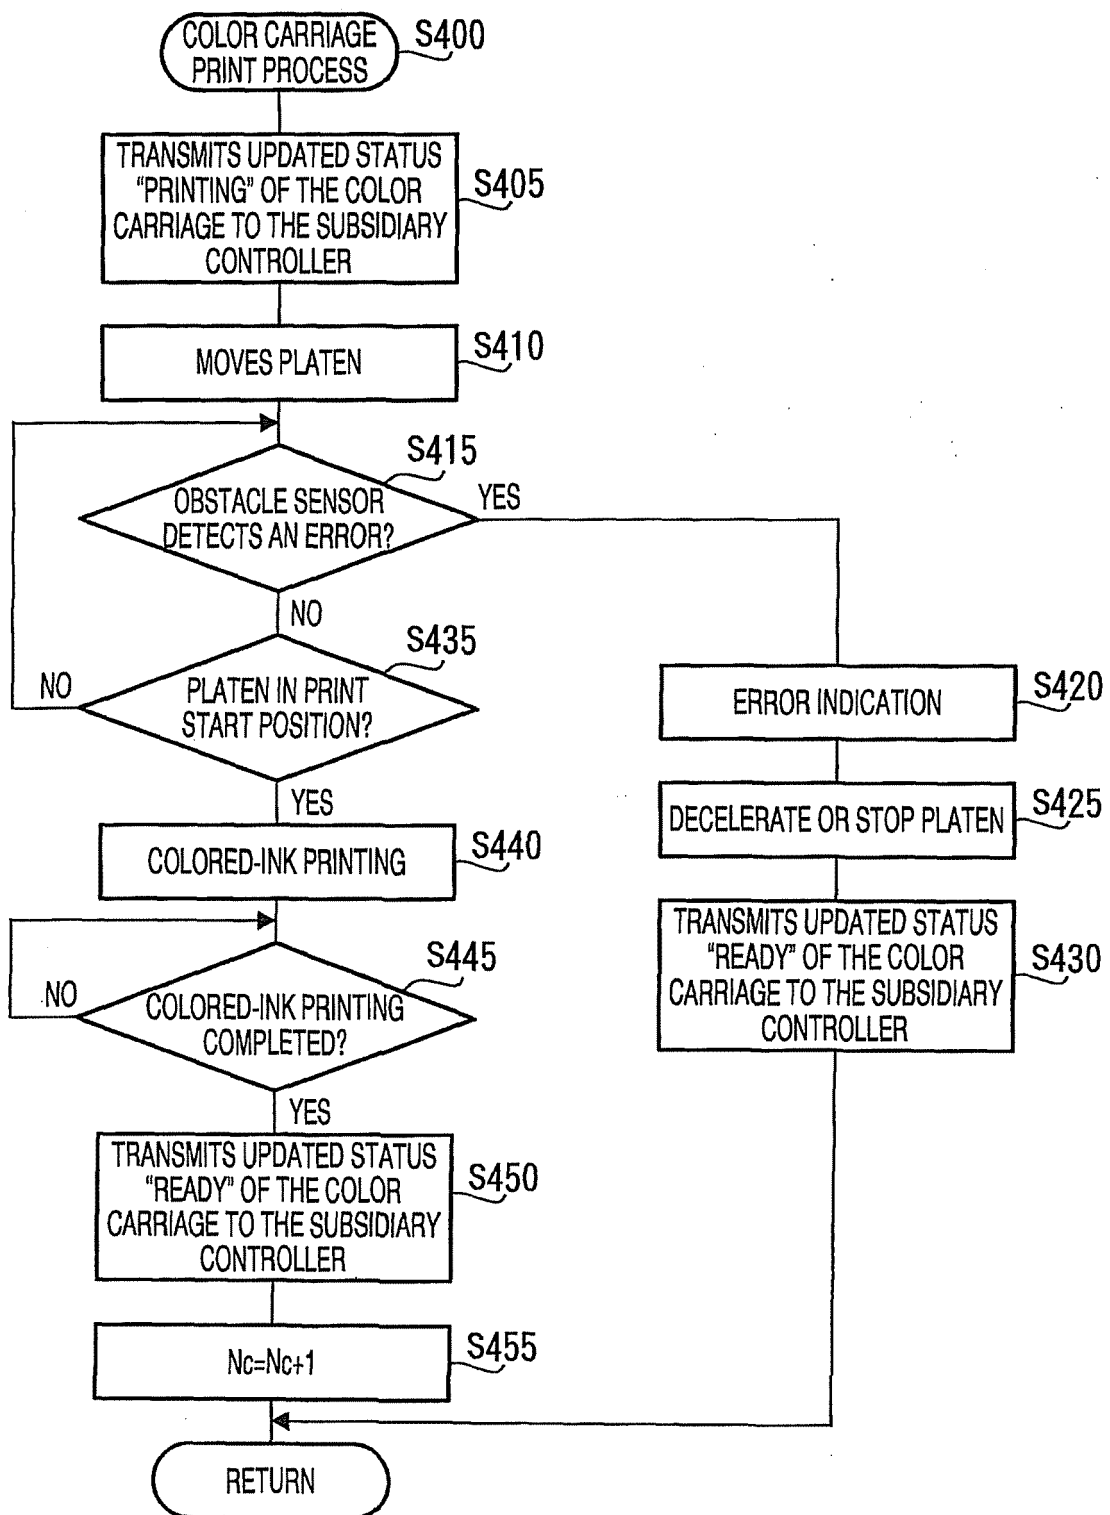 COLOR CARRIAGE
PRINT PROCESS
S400
TRANSMITS UPDATED STATUS
"PRINTING" OF THE COLOR
CARRIAGE TO THE SUBSIDIARY
CONTROLLER
S405
MOVES PLATEN
S410
S415
OBSTACLE SENSOR
DETECTS AN ERROR?
YES
NO
S435
PLATEN IN PRINT
START POSITION?
NO
YES
ERROR INDICATION
S420
DECELERATE OR STOP PLATEN
S425
TRANSMITS UPDATED STATUS
"READY" OF THE COLOR
CARRIAGE TO THE SUBSIDIARY
CONTROLLER
S430
COLORED-INK PRINTING
S440
S445
COLORED-INK PRINTING
COMPLETED?
NO
YES
TRANSMITS UPDATED STATUS
"READY" OF THE COLOR
CARRIAGE TO THE SUBSIDIARY
CONTROLLER
S450
Nc=Nc+1
S455
RETURN